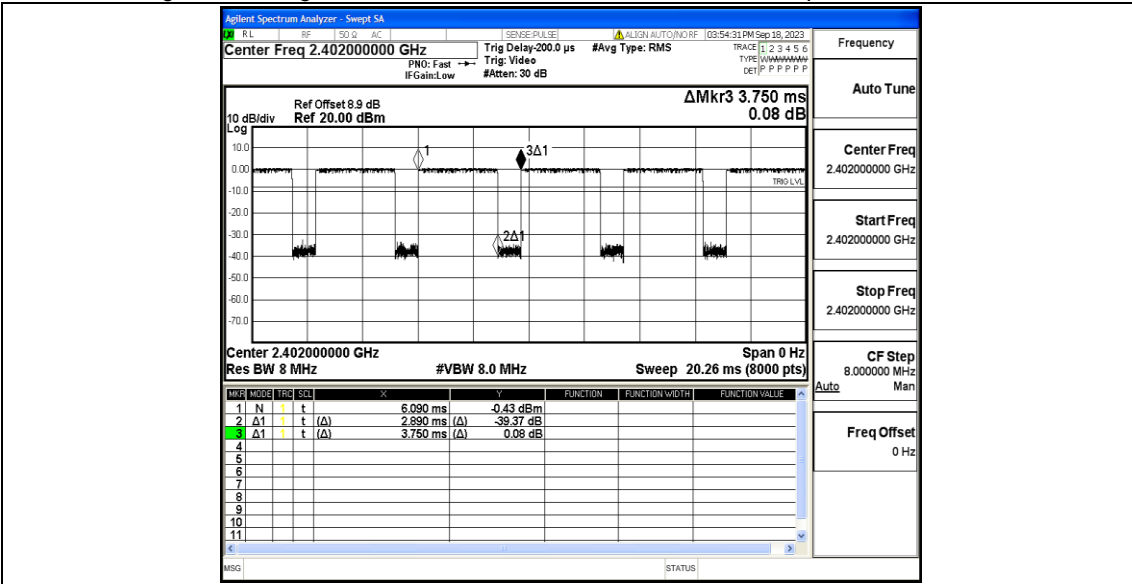 Agilent Spectrum Analyzer - Swept SA
RL RF 50 Ω AC SENSE:PULSE ALIGN AUTO/NO RF 03:54:31 PM Sep 18, 2023
Center Freq 2.402000000 GHz
PNO: Fast
IFGain:Low
Trig Delay-200.0 µs
Trig: Video
#Atten: 30 dB
#Avg Type: RMS
TRACE 1 2 3 4 5 6
TYPE
DET P P P P P P
Frequency
Auto Tune
Center Freq
2.402000000 GHz
Start Freq
2.402000000 GHz
Stop Freq
2.402000000 GHz
CF Step
8.000000 MHz
Auto Man
Freq Offset
0 Hz
ΔMkr3 3.750 ms
0.08 dB
Ref Offset 8.9 dB
10 dB/div Ref 20.00 dBm
Log
10.0
0.00
-10.0
-20.0
-30.0
-40.0
-50.0
-60.0
-70.0
1
3Δ1
2Δ1
TRIG LVL
Center 2.402000000 GHz Span 0 Hz
Res BW 8 MHz #VBW 8.0 MHz Sweep 20.26 ms (8000 pts)
MKR MODE TRC SCL X Y FUNCTION FUNCTION WIDTH FUNCTION VALUE
1 N t 6.090 ms -0.43 dBm
2 Δ1 t (Δ) 2.890 ms (Δ) -39.37 dB
3 Δ1 t (Δ) 3.750 ms (Δ) 0.08 dB
4
5
6
7
8
9
10
11
MSG STATUS